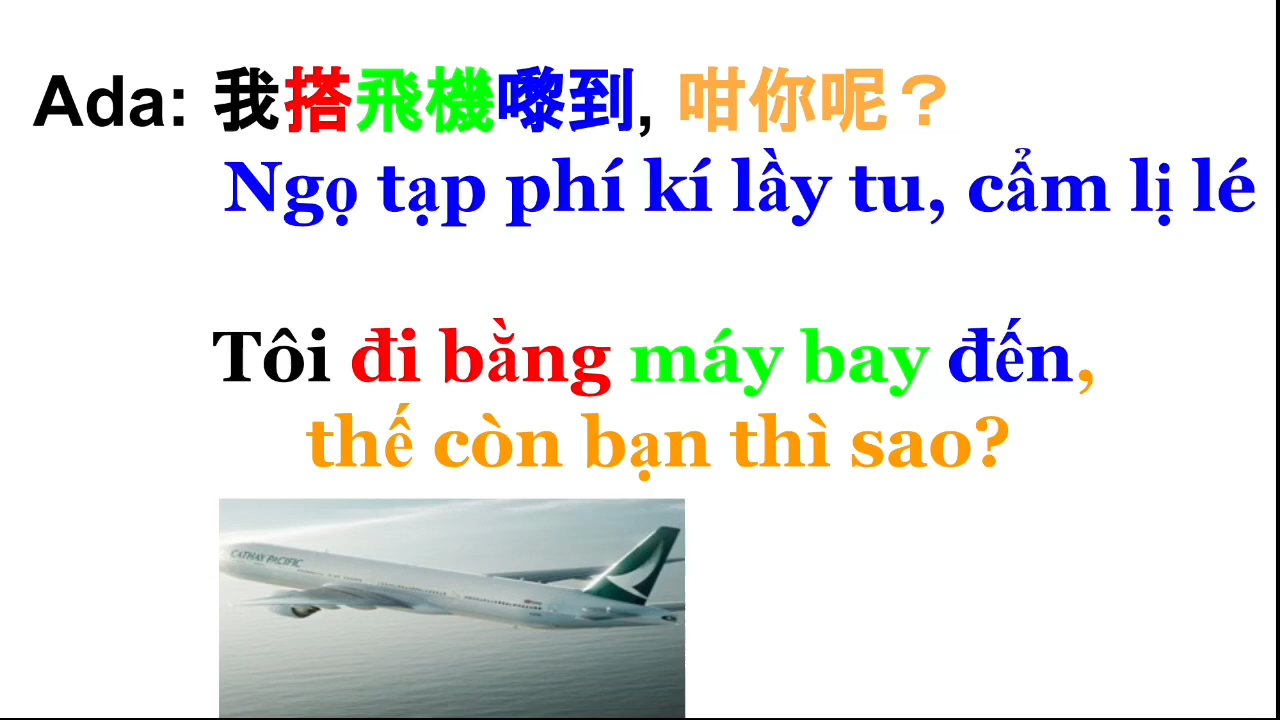 Ada: 我搭飛機嚟到, 咁你呢？
Ngọ tạp phí kí lầy tu, cẩm lị lé
Tôi đi bằng máy bay đến,
thế còn bạn thì sao?
CATHAY PACIFIC